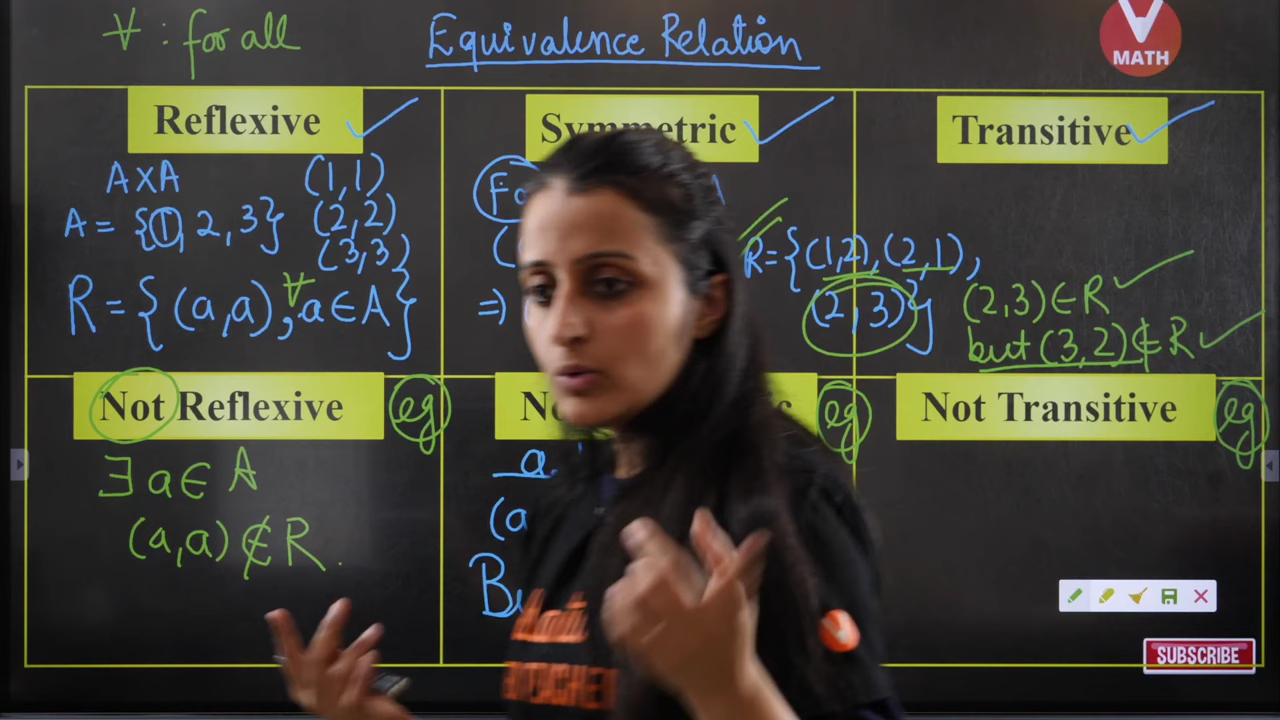 ∀ : for all
Equivalence Relation
V
MATH
Reflexive
Symmetric
Transitive
A×A
(1,1)
A = {1, 2, 3}
(2,2)
(3,3)
R = {(a,a), ∀ a ∈ A}
⇒
R = {(1,2), (2,1),
(2,3)}
(2,3) ∈ R
but (3,2) ∉ R
Not Reflexive
eg
eg
Not Transitive
eg
∃ a ∈ A
(a,a) ∉ R.
a
(a
SUBSCRIBE